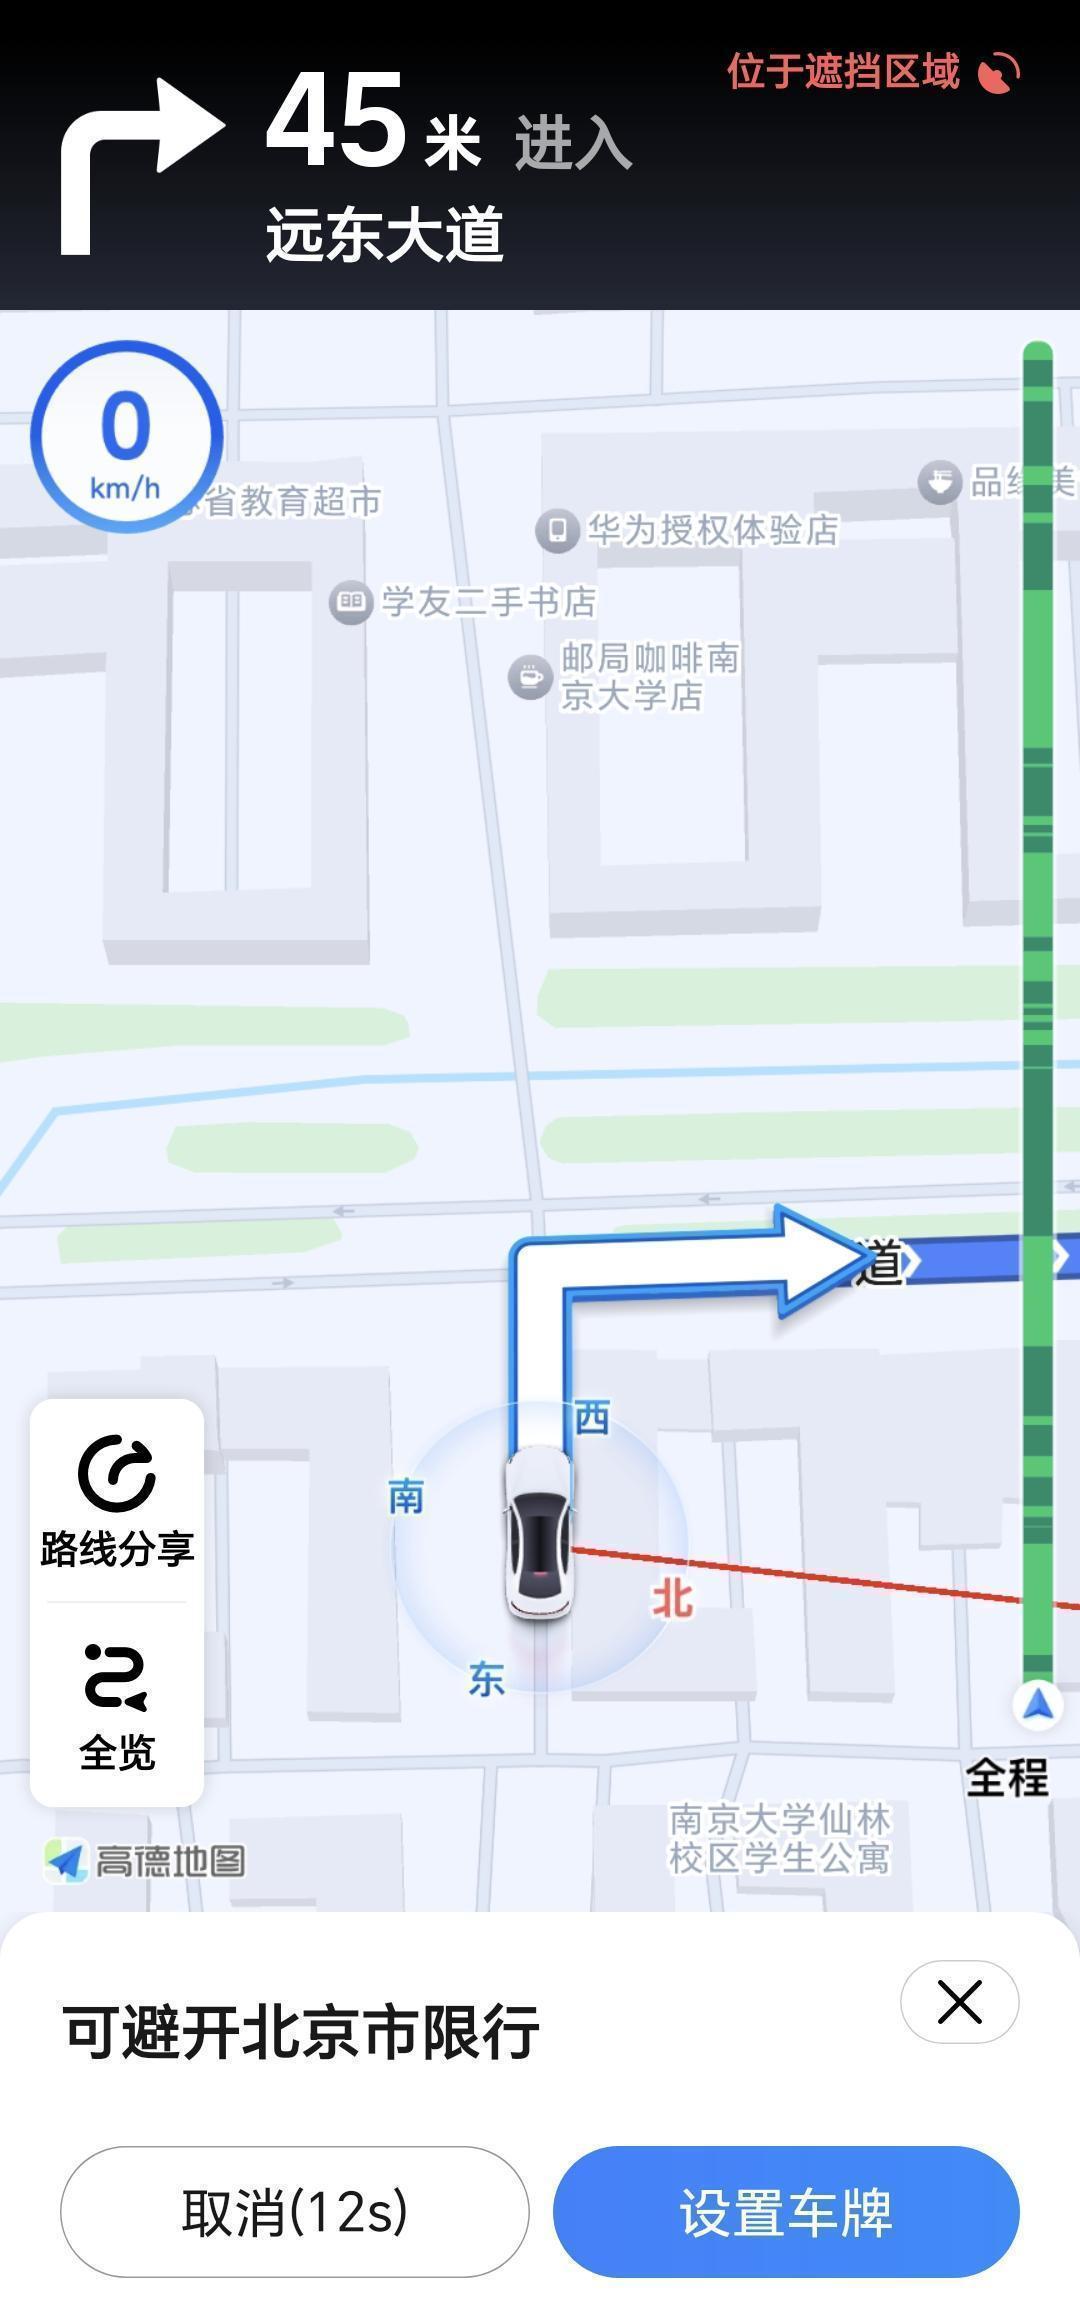 位于遮挡区域
45 米 进入
远东大道
0
km/h
省教育超市
华为授权体验店
学友二手书店
邮局咖啡南
京大学店
道
西
南
北
东
路线分享
全览
全程
南京大学仙林
校区学生公寓
高德地图
可避开北京市限行
取消(12s)
设置车牌